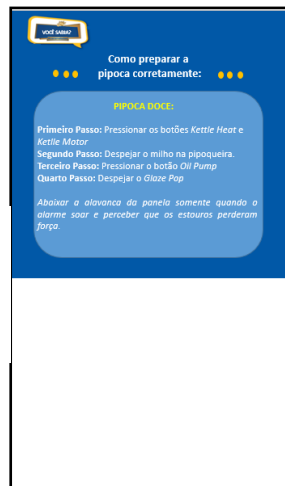 VOCÊ SABIA?
Como preparar a
pipoca corretamente:
PIPOCA DOCE:
Primeiro Passo: Pressionar os botões Kettle Heat e
Ketlle Motor
Segundo Passo: Despejar o milho na pipoqueira.
Terceiro Passo: Pressionar o botão Oil Pump
Quarto Passo: Despejar o Glaze Pop
Abaixar a alavanca da panela somente quando o
alarme soar e perceber que os estouros perderam
força.